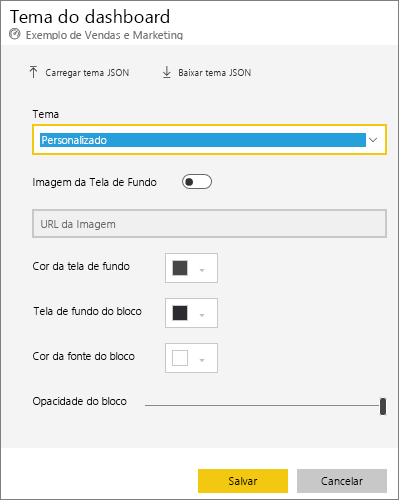 Tema do dashboard
Exemplo de Vendas e Marketing
Carregar tema JSON
Baixar tema JSON
Tema
Personalizado
Imagem da Tela de Fundo
URL da Imagem
Cor da tela de fundo
Tela de fundo do bloco
Cor da fonte do bloco
Opacidade do bloco
Salvar
Cancelar